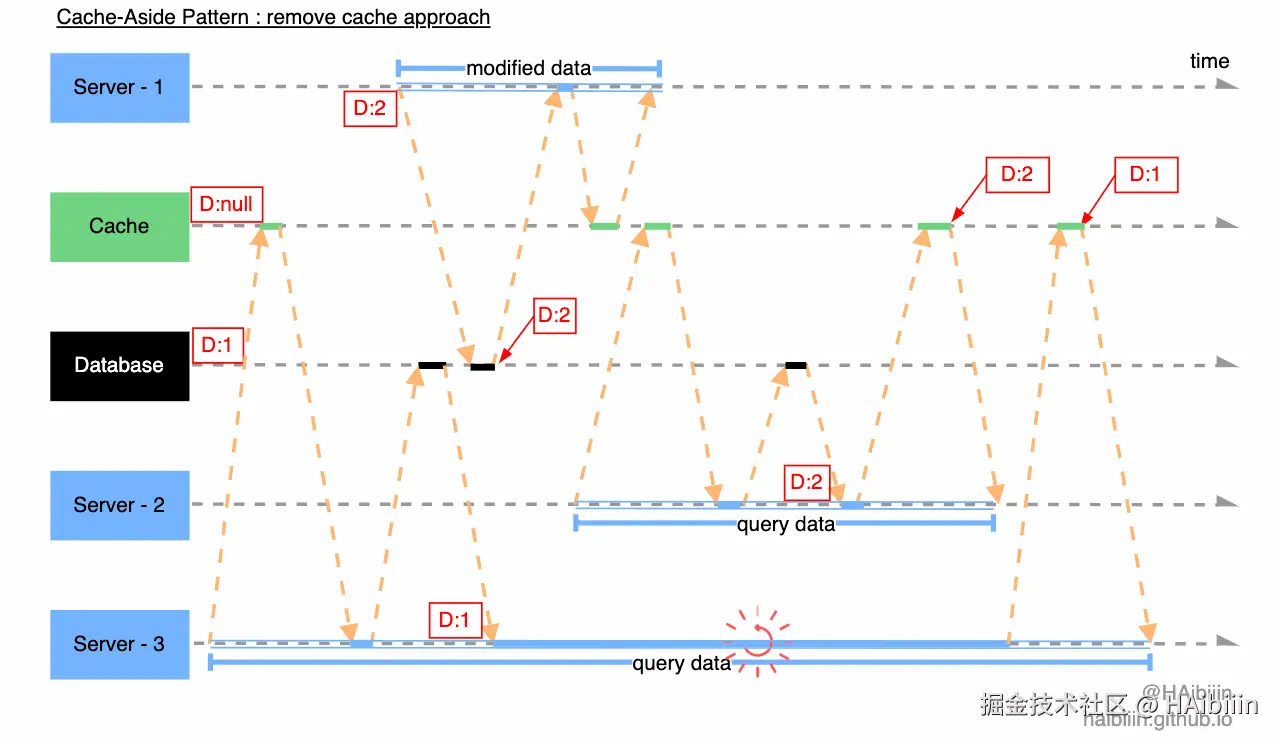 Cache-Aside Pattern : remove cache approach
modified data
time
Server - 1
D:2
D:2
D:1
D:null
Cache
D:2
D:1
Database
D:2
Server - 2
query data
D:1
Server - 3
query data
@HAibiiin
掘金技术社区 @ HAibiiin
haibiiin.github.io